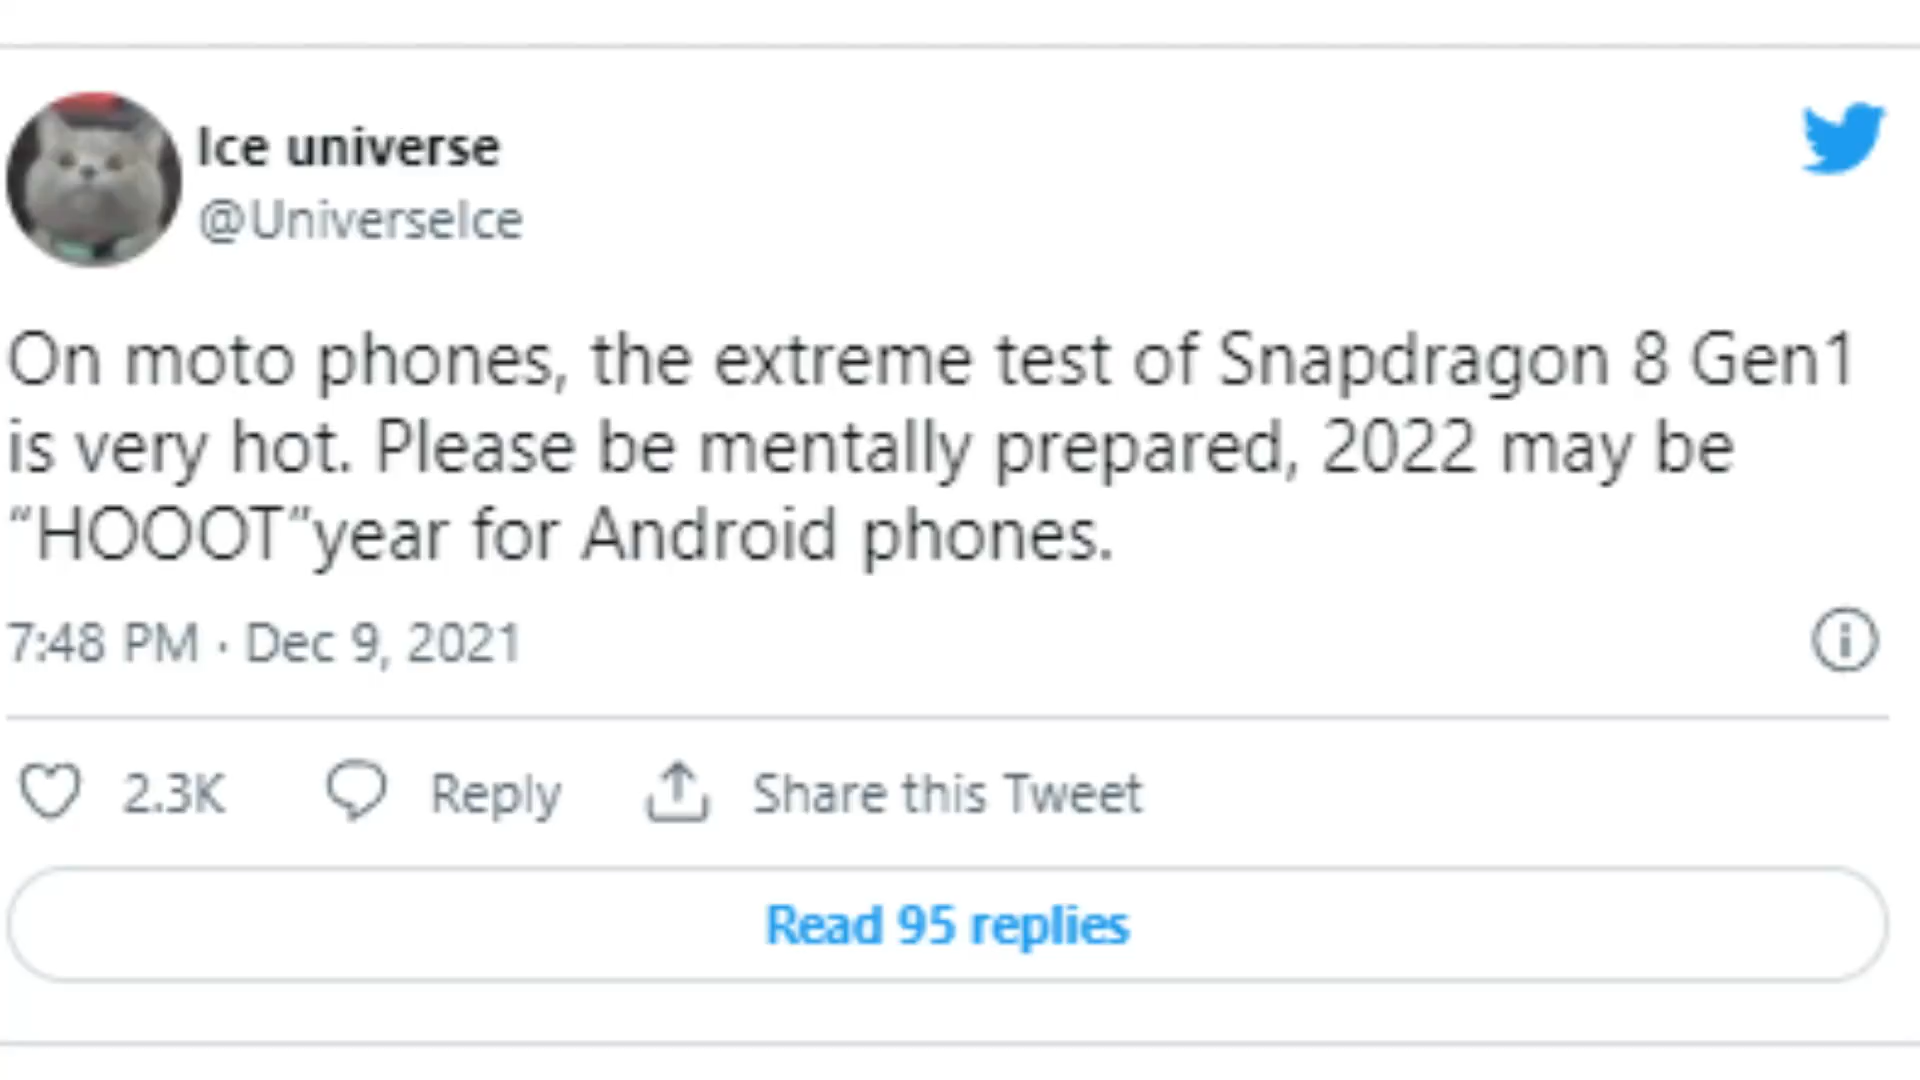 Ice universe
@UniverseIce
On moto phones, the extreme test of Snapdragon 8 Gen1
is very hot. Please be mentally prepared, 2022 may be
“HOOOT”year for Android phones.
7:48 PM · Dec 9, 2021
2.3K Reply Share this Tweet
Read 95 replies